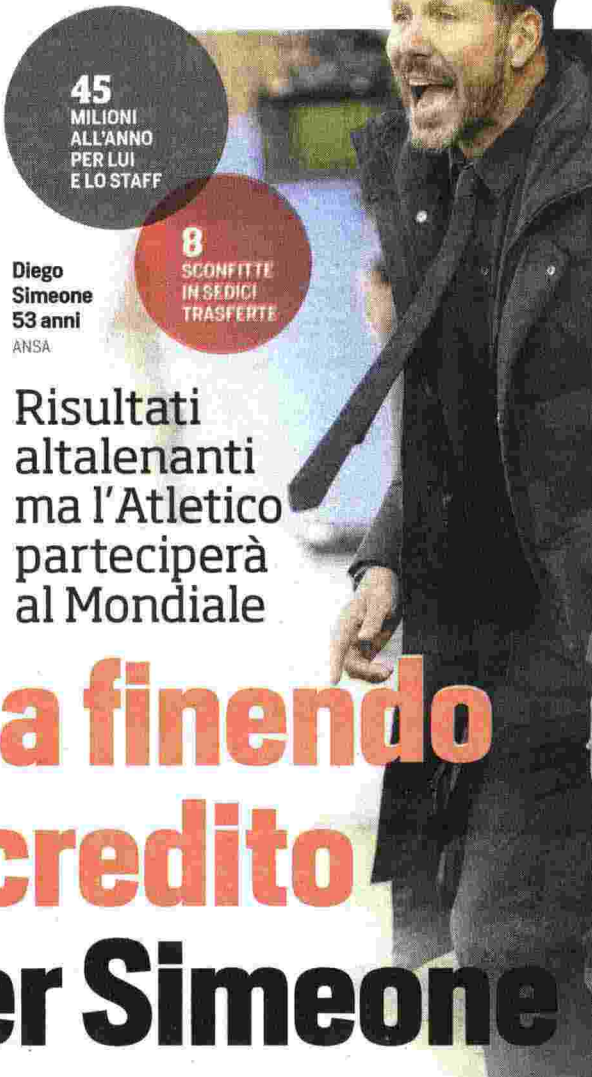 45
MILIONI
ALL'ANNO
PER LUI
E LO STAFF
8
SCONFITTE
IN SEDICI
TRASFERTE
Diego
Simeone
53 anni
ANSA
Risultati
altalenanti
ma l'Atletico
parteciperà
al Mondiale
a finendo
credito
er Simeone